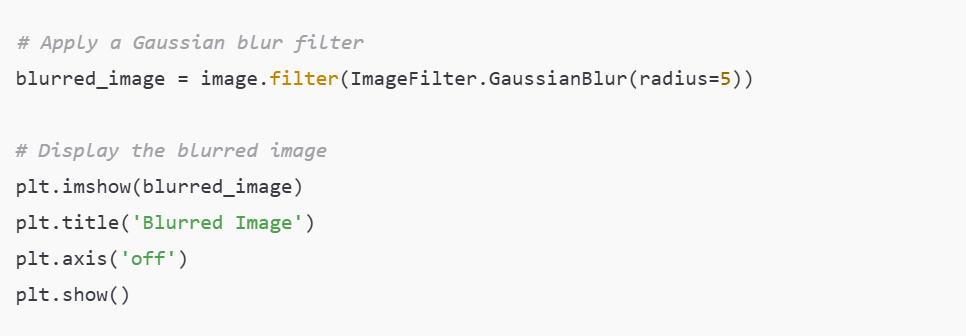 # Apply a Gaussian blur filter
blurred_image = image.filter(ImageFilter.GaussianBlur(radius=5))
# Display the blurred image
plt.imshow(blurred_image)
plt.title('Blurred Image')
plt.axis('off')
plt.show()